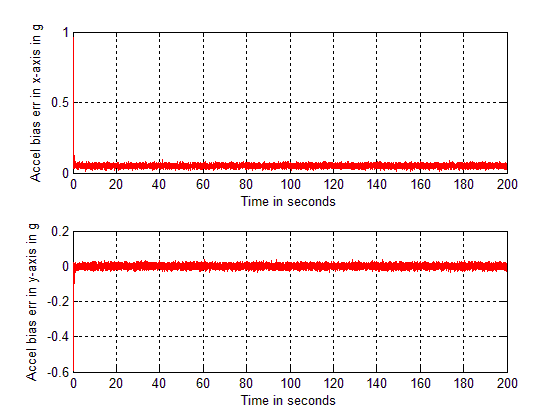 Accel bias err in x-axis in g
1
0.5
0
0 20 40 60 80 100 120 140 160 180 200
Time in seconds
Accel bias err in y-axis in g
0.2
0
-0.2
-0.4
-0.6
0 20 40 60 80 100 120 140 160 180 200
Time in seconds